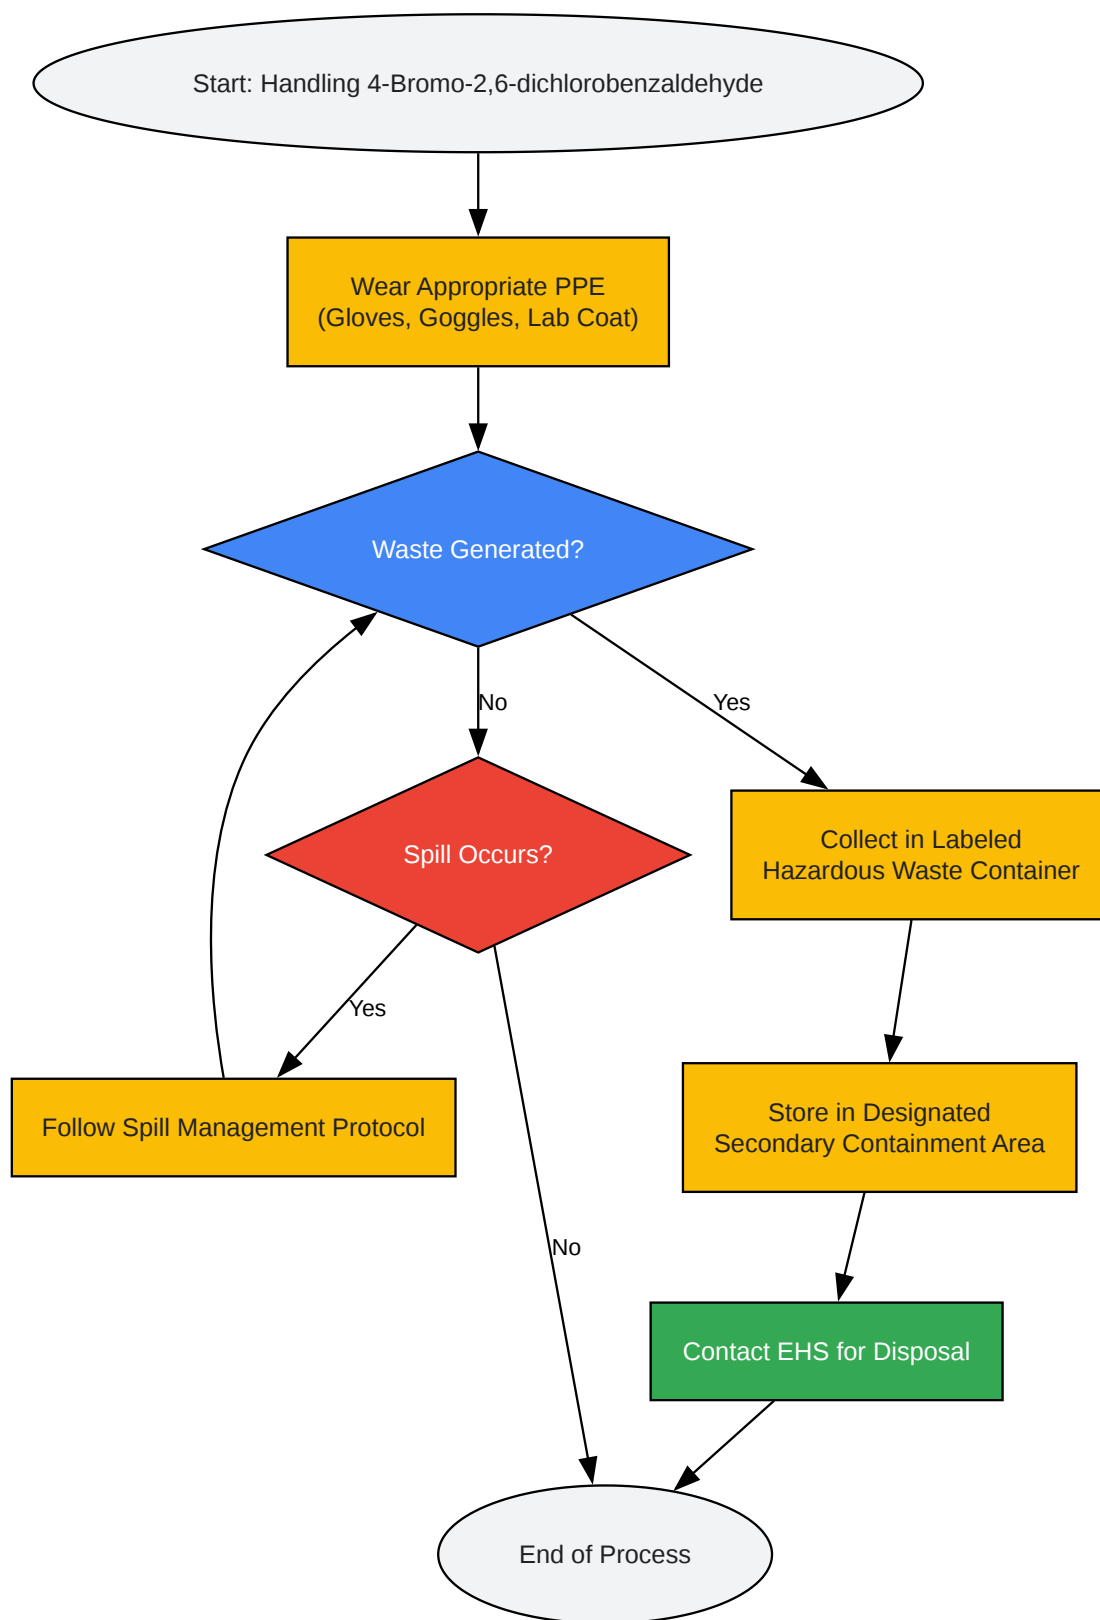 Start: Handling 4-Bromo-2,6-dichlorobenzaldehyde
Wear Appropriate PPE
(Gloves, Goggles, Lab Coat)
Waste Generated?
No
Yes
Spill Occurs?
Collect in Labeled
Hazardous Waste Container
Yes
Follow Spill Management Protocol
Store in Designated
Secondary Containment Area
No
Contact EHS for Disposal
End of Process